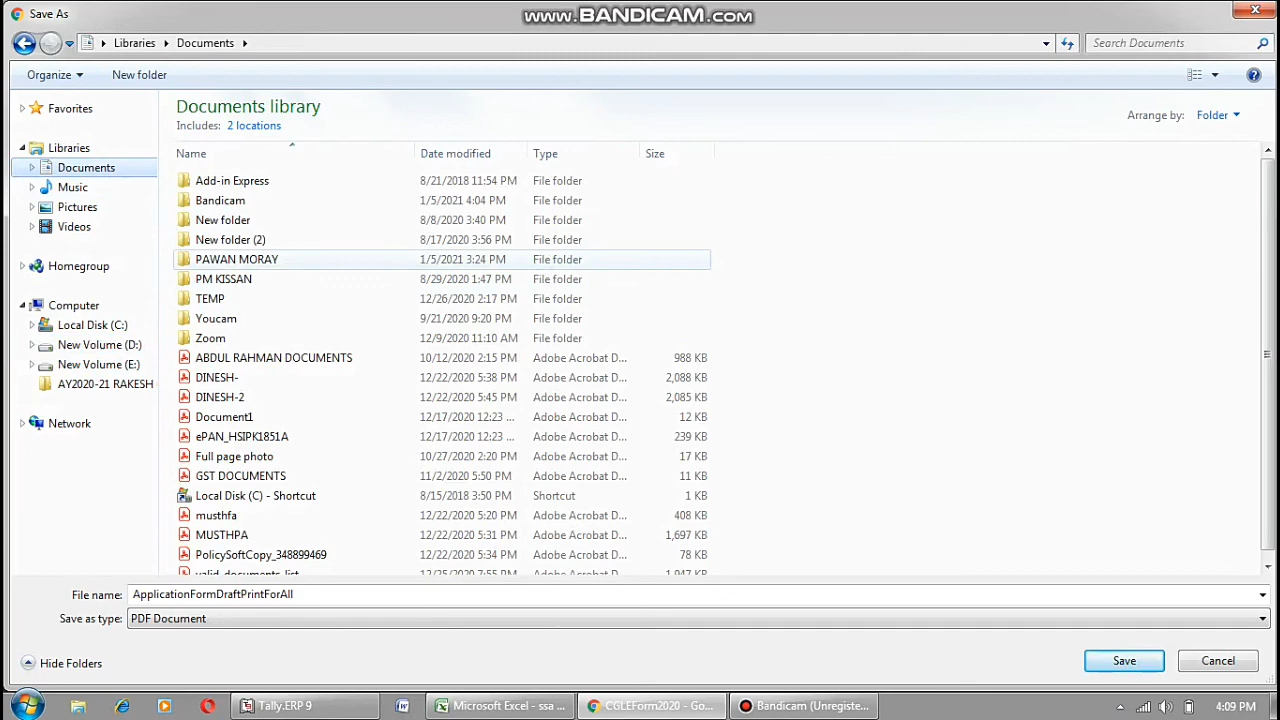 Save As
www.BANDICAM.com
Libraries
Documents
Search Documents
Organize
New folder
Favorites
Libraries
Documents
Music
Pictures
Videos
Homegroup
Computer
Local Disk (C:)
New Volume (D:)
New Volume (E:)
AY2020-21 RAKESH
Network
Documents library
Includes: 2 locations
Arrange by: Folder
Name Date modified Type Size
Add-in Express 8/21/2018 11:54 PM File folder
Bandicam 1/5/2021 4:04 PM File folder
New folder 8/8/2020 3:40 PM File folder
New folder (2) 8/17/2020 3:56 PM File folder
PAWAN MORAY 1/5/2021 3:24 PM File folder
PM KISSAN 8/29/2020 1:47 PM File folder
TEMP 12/26/2020 2:17 PM File folder
Youcam 9/21/2020 9:20 PM File folder
Zoom 12/9/2020 11:10 AM File folder
ABDUL RAHMAN DOCUMENTS 10/12/2020 2:15 PM Adobe Acrobat D... 988 KB
DINESH- 12/22/2020 5:38 PM Adobe Acrobat D... 2,088 KB
DINESH-2 12/22/2020 5:45 PM Adobe Acrobat D... 2,085 KB
Document1 12/17/2020 12:23 ... Adobe Acrobat D... 12 KB
ePAN_HSIPK1851A 12/17/2020 12:23 ... Adobe Acrobat D... 239 KB
Full page photo 10/27/2020 2:20 PM Adobe Acrobat D... 17 KB
GST DOCUMENTS 11/2/2020 5:50 PM Adobe Acrobat D... 11 KB
Local Disk (C) - Shortcut 8/15/2018 3:50 PM Shortcut 1 KB
musthfa 12/22/2020 5:20 PM Adobe Acrobat D... 408 KB
MUSTHPA 12/22/2020 5:31 PM Adobe Acrobat D... 1,697 KB
PolicySoftCopy_348899469 12/22/2020 5:34 PM Adobe Acrobat D... 78 KB
valid_documents_list 12/25/2020 7:55 PM Adobe Acrobat D... 1,947 KB
File name: ApplicationFormDraftPrintForAll
Save as type: PDF Document
Hide Folders
Save
Cancel
Tally.ERP 9
Microsoft Excel - ssa ...
CGLEForm2020 - Go...
Bandicam (Unregiste...
4:09 PM